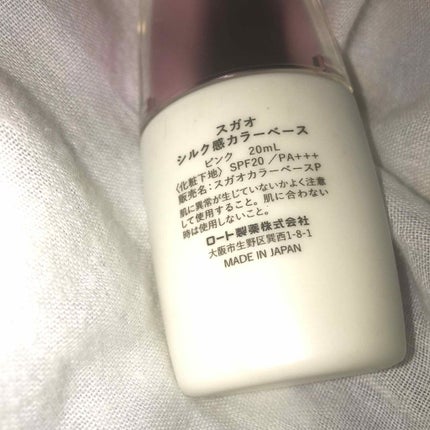 スガオ
シルク感カラーベース
ピンク 20mL
〈化粧下地〉 SPF20／PA+++
販売名：スガオカラーベースP
肌に異常が生じていないかよく注意
して使用すること。肌に合わない
時は使用しないこと。
ロート製薬株式会社
大阪市生野区巽西1-8-1
MADE IN JAPAN